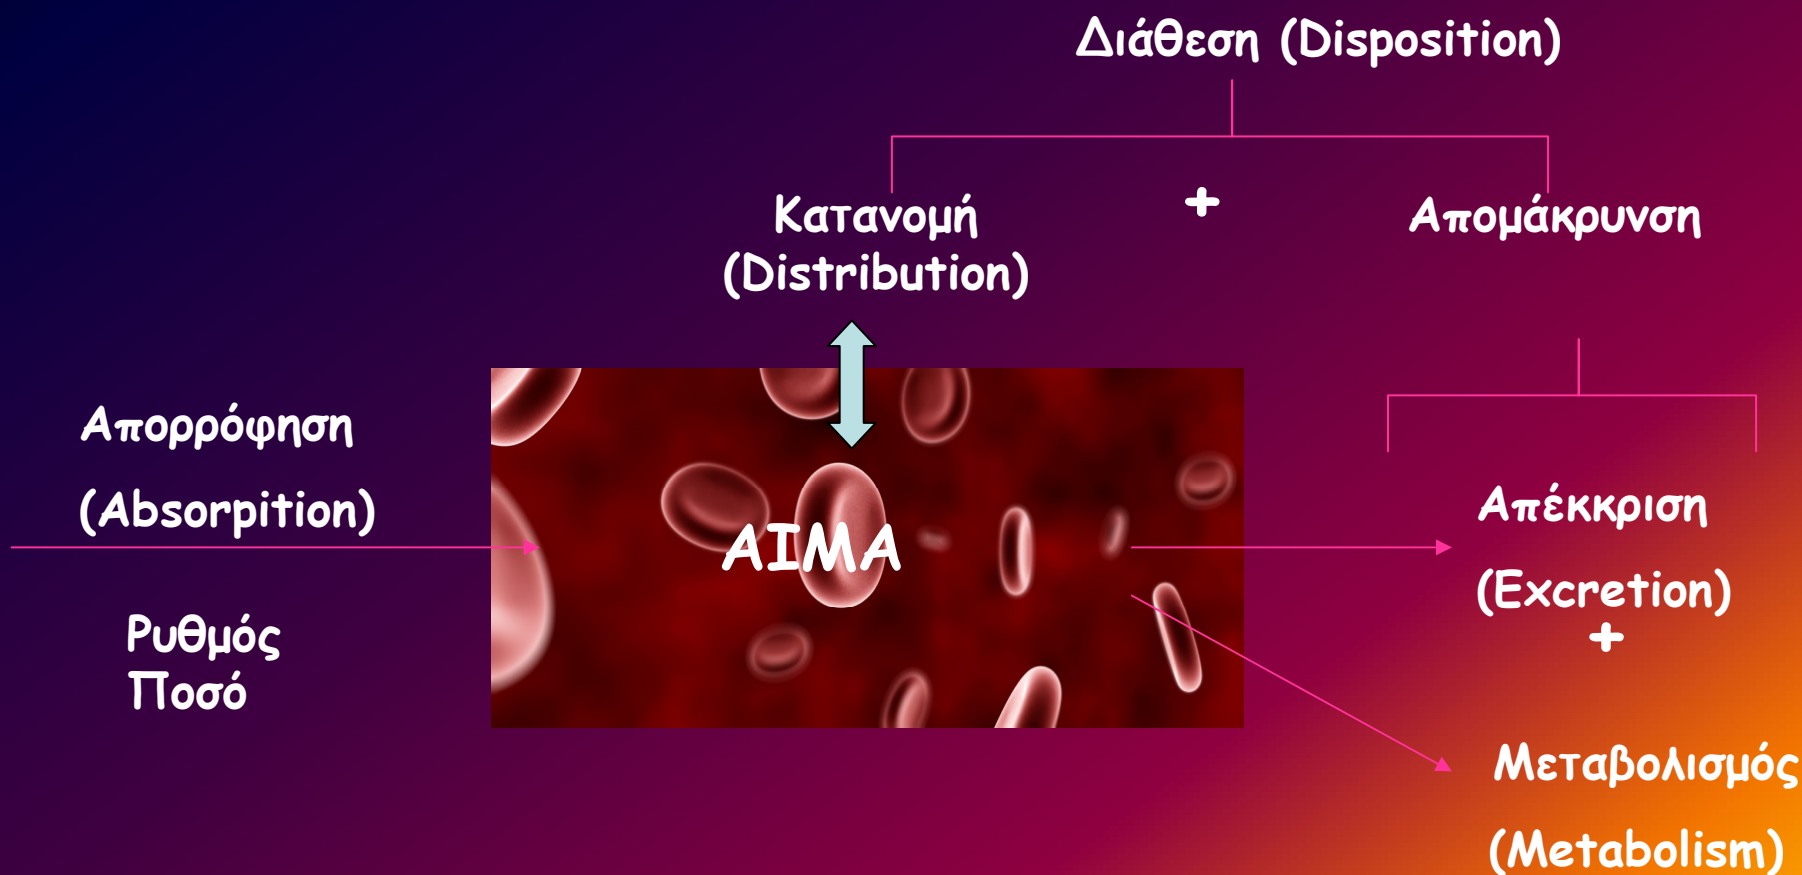 Διάθεση (Disposition)
Κατανομή
(Distribution)
+
Απομάκρυνση
Απορρόφηση
(Absorpition)
Ρυθμός
Ποσό
ΑΙΜΑ
Απέκκριση
(Excretion)
+
Μεταβολισμός
(Metabolism)